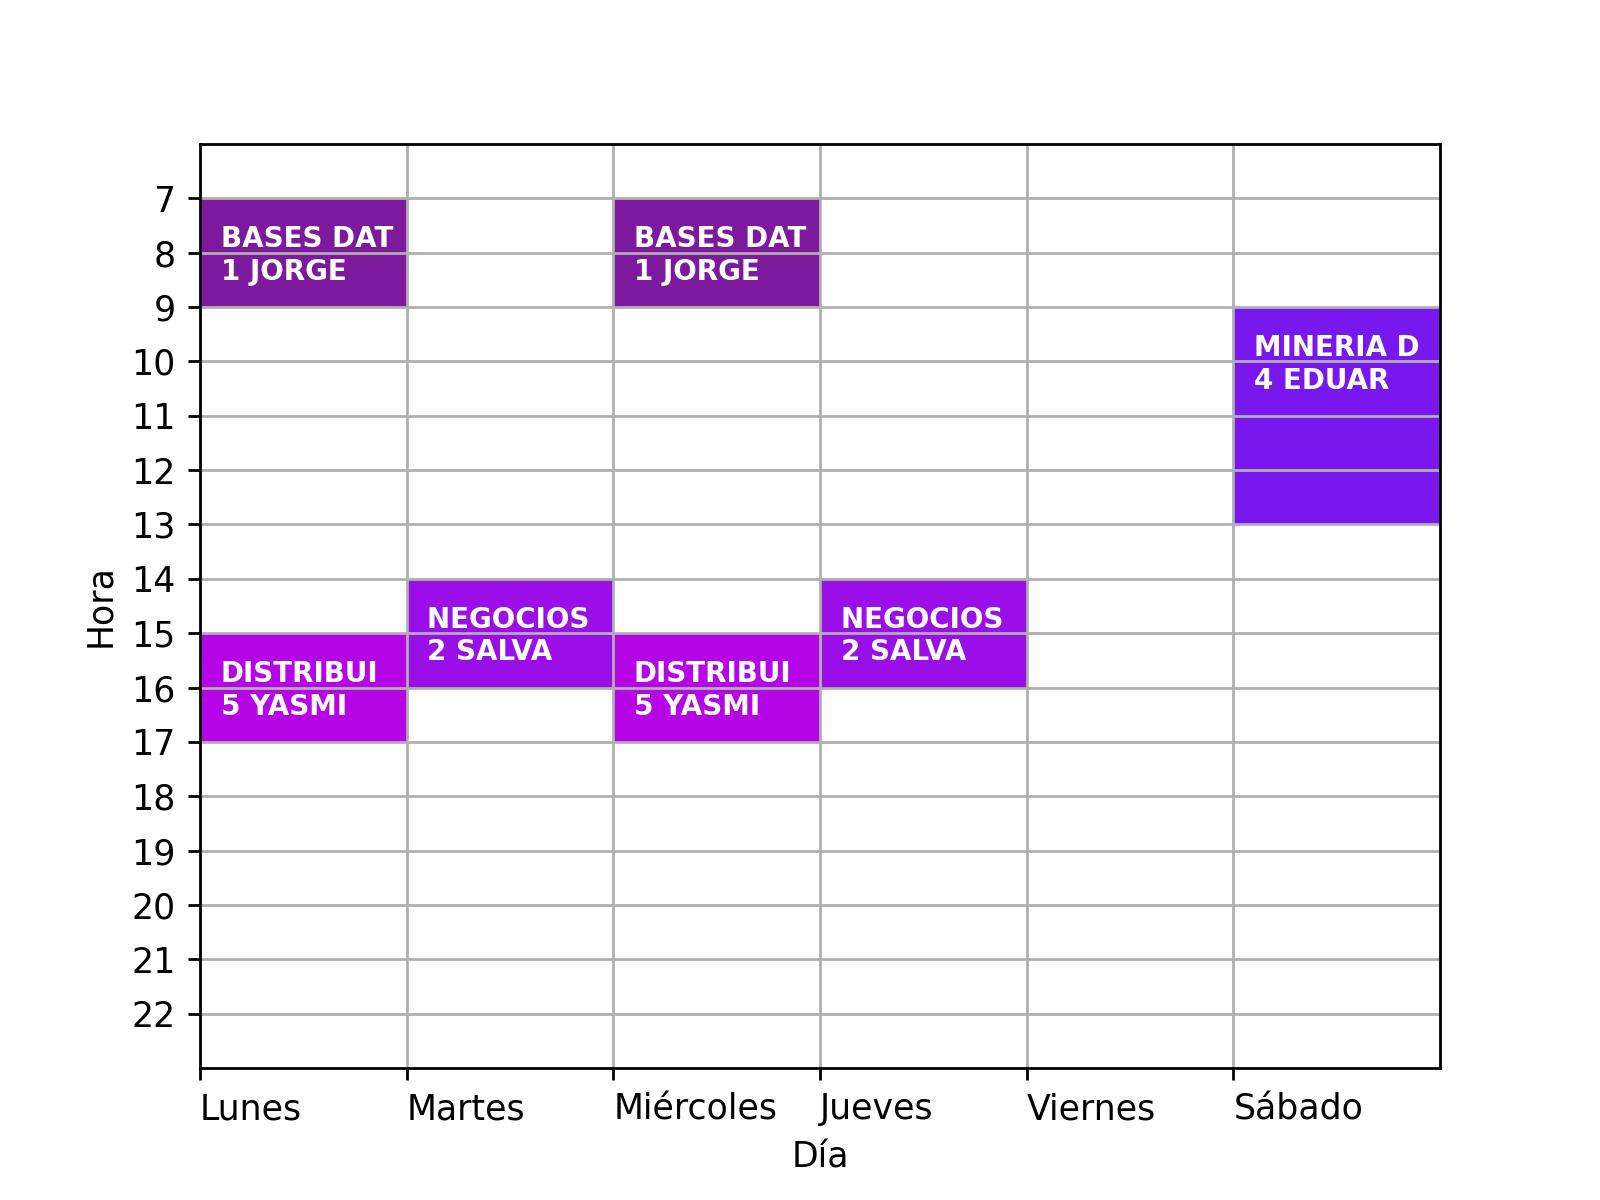 7
BASES DAT
1 JORGE
BASES DAT
1 JORGE
8
9
MINERIA D
4 EDUAR
10
11
12
13
14
NEGOCIOS
2 SALVA
NEGOCIOS
2 SALVA
15
DISTRIBUI
5 YASMI
DISTRIBUI
5 YASMI
16
17
18
19
20
21
22
Hora
Lunes Martes Miércoles Jueves Viernes Sábado
Día